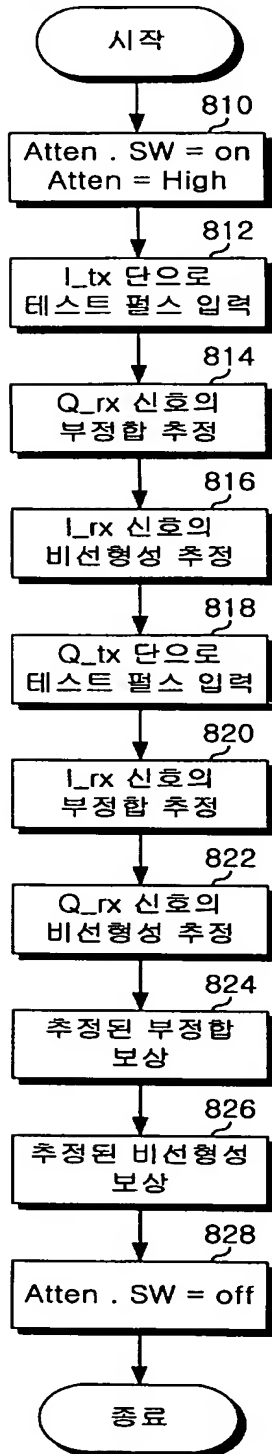 시작
810
Atten . SW = on
Atten = High
812
I_tx 단으로
테스트 펄스 입력
814
Q_rx 신호의
부정합 추정
816
I_rx 신호의
비선형성 추정
818
Q_tx 단으로
테스트 펄스 입력
820
I_rx 신호의
부정합 추정
822
Q_rx 신호의
비선형성 추정
824
추정된 부정합
보상
826
추정된 비선형성
보상
828
Atten . SW = off
종료